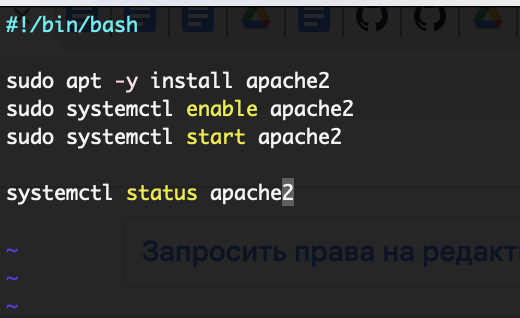 #!/bin/bash
sudo apt -y install apache2
sudo systemctl enable apache2
sudo systemctl start apache2
systemctl status apache2
~
Запросить права на редакт
~
~